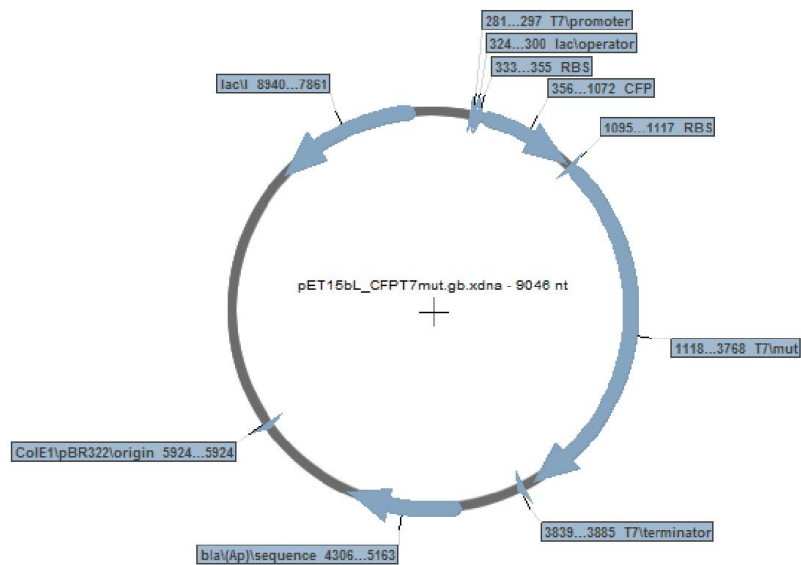 281...297 T7\promoter
324...300 lac\operator
333...355 RBS
356...1072 CFP
lac\I 8940...7861
1095...1117 RBS
pET15bL_CFPT7mut.gb.xdna - 9046 nt
1118...3768 T7\mut
ColE1\pBR322\origin 5924...5924
3839...3885 T7\terminator
bla\(Ap)\sequence 4306...5163